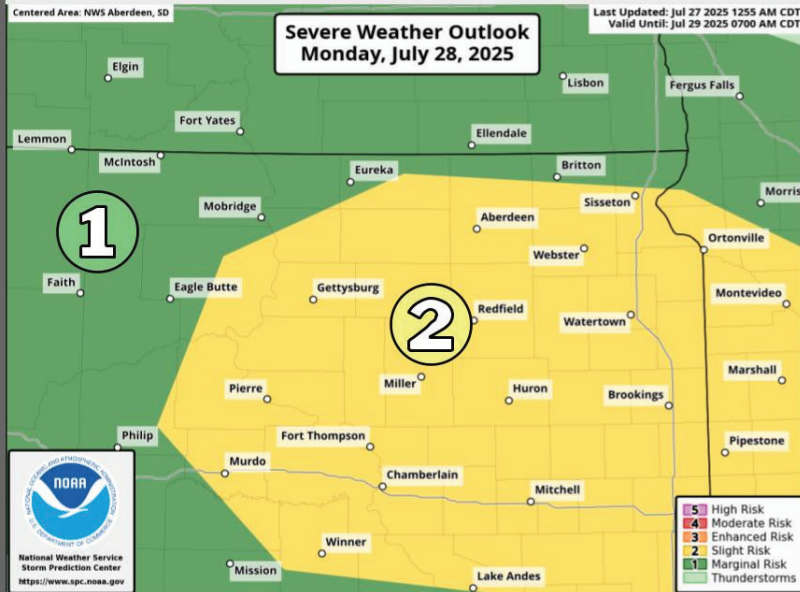 Centered Area: NWS Aberdeen, SD
Severe Weather Outlook
Monday, July 28, 2025
Last Updated: Jul 27 2025 1255 AM CDT
Valid Until: Jul 29 2025 0700 AM CDT
Elgin
Lisbon
Fergus Falls
Fort Yates
Lemmon
Ellendale
McIntosh
Britton
Eureka
Morris
Sisseton
Mobridge
Aberdeen
1
Ortonville
Webster
Faith
Eagle Butte
Gettysburg
Montevideo
2
Redfield
Watertown
Marshall
Miller
Pierre
Huron
Brookings
Philip
Fort Thompson
Pipestone
Murdo
Chamberlain
Mitchell
Winner
Mission
Lake Andes
NATIONAL OCEANIC AND ATMOSPHERIC ADMINISTRATION
NOAA
U.S. DEPARTMENT OF COMMERCE
National Weather Service
Storm Prediction Center
https://www.spc.noaa.gov
5 High Risk
4 Moderate Risk
3 Enhanced Risk
2 Slight Risk
1 Marginal Risk
Thunderstorms